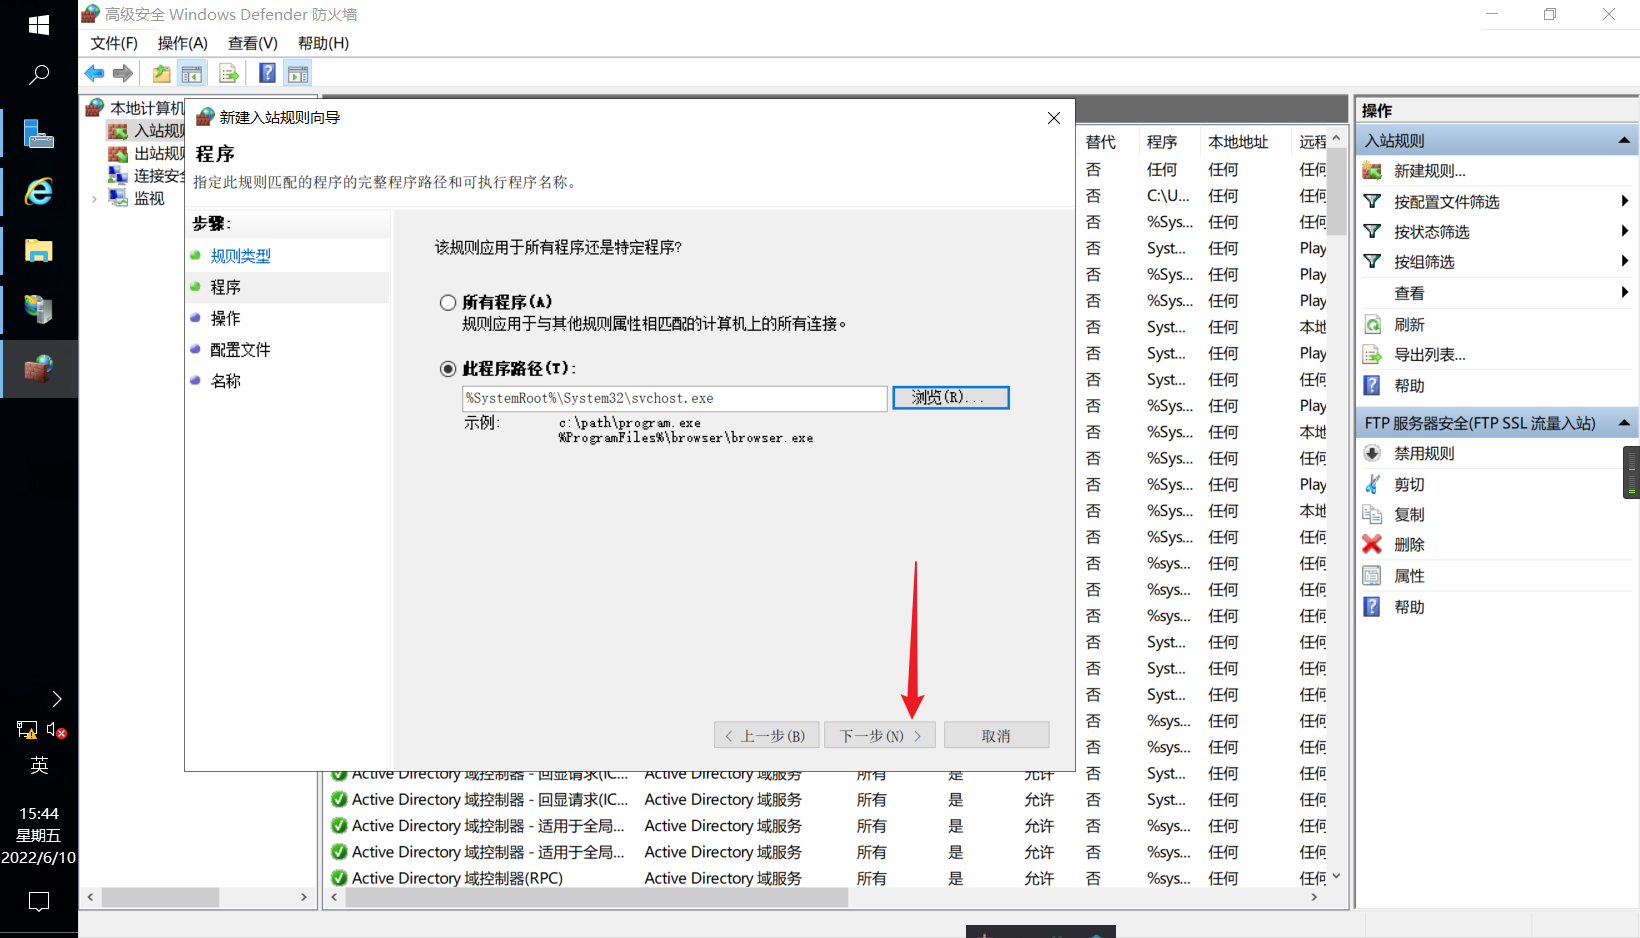 高级安全 Windows Defender 防火墙
文件(F) 操作(A) 查看(V) 帮助(H)
本地计算机
入站规则
出站规则
连接安全
监视
新建入站规则向导
程序
指定此规则匹配的程序的完整程序路径和可执行程序名称。
步骤:
规则类型
程序
操作
配置文件
名称
该规则应用于所有程序还是特定程序?
所有程序(A)
规则应用于与其他规则属性相匹配的计算机上的所有连接。
此程序路径(T):
%SystemRoot%\System32\svchost.exe
浏览(R)...
示例: c:\path\program.exe
%ProgramFiles%\browser\browser.exe
< 上一步(B) 下一步(N) > 取消
替代 程序 本地地址 远程
否 任何 任何 任何
否 C:\U... 任何 任何
否 %Sys... 任何 任何
否 Syst... 任何 Play
否 %Sys... 任何 Play
否 %Sys... 任何 Play
否 Syst... 任何 本地
否 Syst... 任何 Play
否 Syst... 任何 任何
否 %Sys... 任何 Play
否 %Sys... 任何 本地
否 %Sys... 任何 任何
否 %Sys... 任何 Play
否 %Sys... 任何 本地
否 %Sys... 任何 任何
否 %sys... 任何 任何
否 %sys... 任何 任何
否 %sys... 任何 任何
否 Syst... 任何 任何
否 Syst... 任何 任何
否 Syst... 任何 任何
否 %sys... 任何 任何
否 %sys... 任何 任何
Active Directory 域控制器 - 回显请求(IC... Active Directory 域服务 所有 是 允许 否 Syst... 任何 任何
Active Directory 域控制器 - 回显请求(IC... Active Directory 域服务 所有 是 允许 否 Syst... 任何 任何
Active Directory 域控制器 - 适用于全局... Active Directory 域服务 所有 是 允许 否 %sys... 任何 任何
Active Directory 域控制器 - 适用于全局... Active Directory 域服务 所有 是 允许 否 %sys... 任何 任何
Active Directory 域控制器(RPC) Active Directory 域服务 所有 是 允许 否 %sys... 任何 任何
操作
入站规则
新建规则...
按配置文件筛选
按状态筛选
按组筛选
查看
刷新
导出列表...
帮助
FTP 服务器安全(FTP SSL 流量入站)
禁用规则
剪切
复制
删除
属性
帮助
英
15:44
星期五
2022/6/10